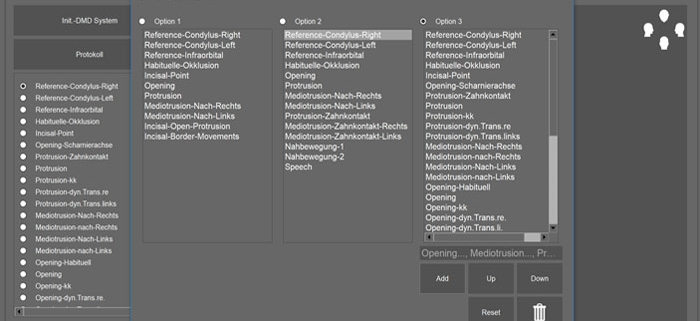 Init.-DMD System
Protokoll
Reference-Condylus-Right
Reference-Condylus-Left
Reference-Infraorbital
Habituelle-Okklusion
Incisal-Point
Opening-Scharnierachse
Protrusion-Zahnkontakt
Protrusion
Protrusion-kk
Protrusion-dyn.Trans.re
Protrusion-dyn.Trans.links
Mediotrusion-Nach-Rechts
Mediotrusion-nach-Rechts
Mediotrusion-Nach-Links
Mediotrusion-nach-Links
Opening-Habituell
Opening
Opening-kk
Opening-dyn.Trans.re.
Option 1
Reference-Condylus-Right
Reference-Condylus-Left
Reference-Infraorbital
Habituelle-Okklusion
Incisal-Point
Opening
Protrusion
Mediotrusion-Nach-Rechts
Mediotrusion-Nach-Links
Incisal-Open-Protrusion
Incisal-Border-Movements
Option 2
Reference-Condylus-Right
Reference-Condylus-Left
Reference-Infraorbital
Habituelle-Okklusion
Opening
Protrusion
Mediotrusion-Nach-Rechts
Mediotrusion-Nach-Links
Protrusion-Zahnkontakt
Mediotrusion-Zahnkontakt-Rechts
Mediotrusion-Zahnkontakt-Links
Nahbewegung-1
Nahbewegung-2
Speech
Option 3
Reference-Condylus-Right
Reference-Condylus-Left
Reference-Infraorbital
Habituelle-Okklusion
Incisal-Point
Opening-Scharnierachse
Protrusion-Zahnkontakt
Protrusion
Protrusion-kk
Protrusion-dyn.Trans.re
Protrusion-dyn.Trans.links
Mediotrusion-Nach-Rechts
Mediotrusion-nach-Rechts
Mediotrusion-Nach-Links
Mediotrusion-nach-Links
Opening-Habituell
Opening
Opening-kk
Opening-dyn.Trans.re.
Opening-dyn.Trans.li.
Opening..., Mediotrusion..., Pr...
Add
Up
Down
Reset